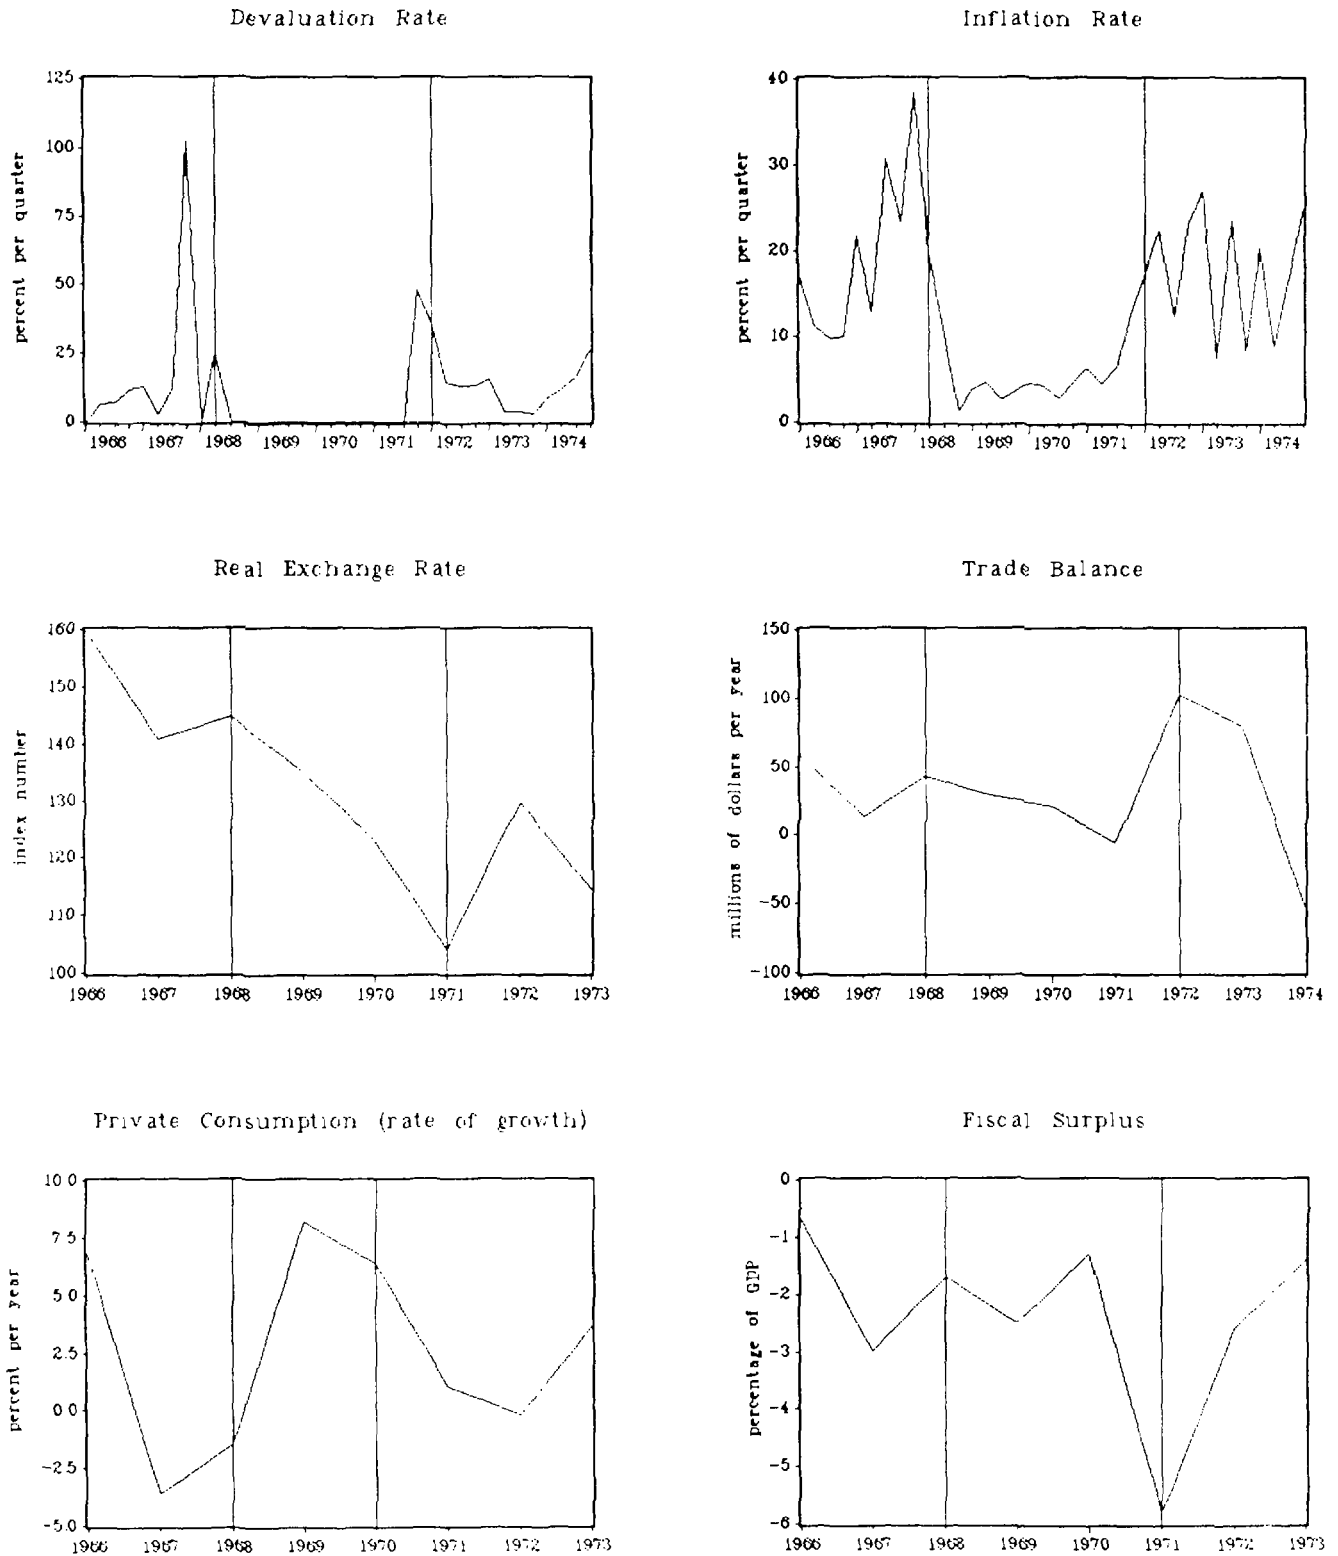 Devaluation Rate
percent per quarter
125
100
75
50
25
0
1966 1967 1968 1969 1970 1971 1972 1973 1974
Inflation Rate
percent per quarter
40
30
20
10
0
1966 1967 1968 1969 1970 1971 1972 1973 1974
Real Exchange Rate
index number
160
150
140
130
120
110
100
1966 1967 1968 1969 1970 1971 1972 1973
Trade Balance
millions of dollars per year
150
100
50
0
-50
-100
1966 1967 1968 1969 1970 1971 1972 1973 1974
Private Consumption (rate of growth)
percent per year
10.0
7.5
5.0
2.5
0.0
-2.5
-5.0
1966 1967 1968 1969 1970 1971 1972 1973
Fiscal Surplus
percentage of GDP
-0
-1
-2
-3
-4
-5
-6
1966 1967 1968 1969 1970 1971 1972 1973